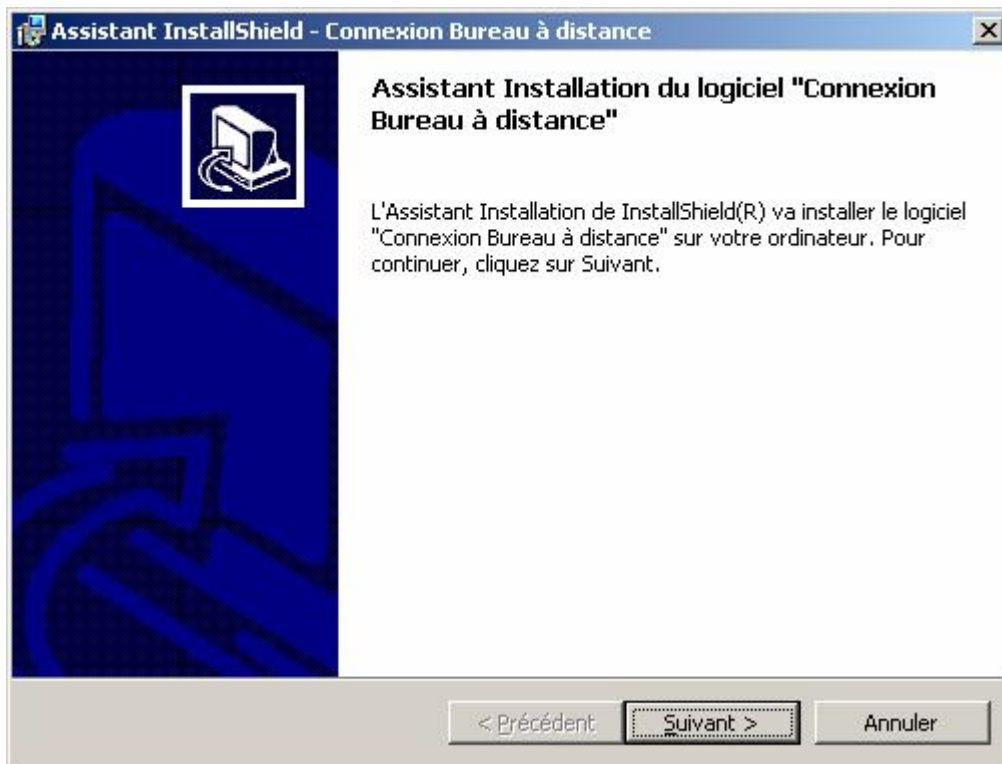 Assistant InstallShield - Connexion Bureau à distance
Assistant Installation du logiciel "Connexion
Bureau à distance"
L'Assistant Installation de InstallShield(R) va installer le logiciel
"Connexion Bureau à distance" sur votre ordinateur. Pour
continuer, cliquez sur Suivant.
< Précédent
Suivant >
Annuler